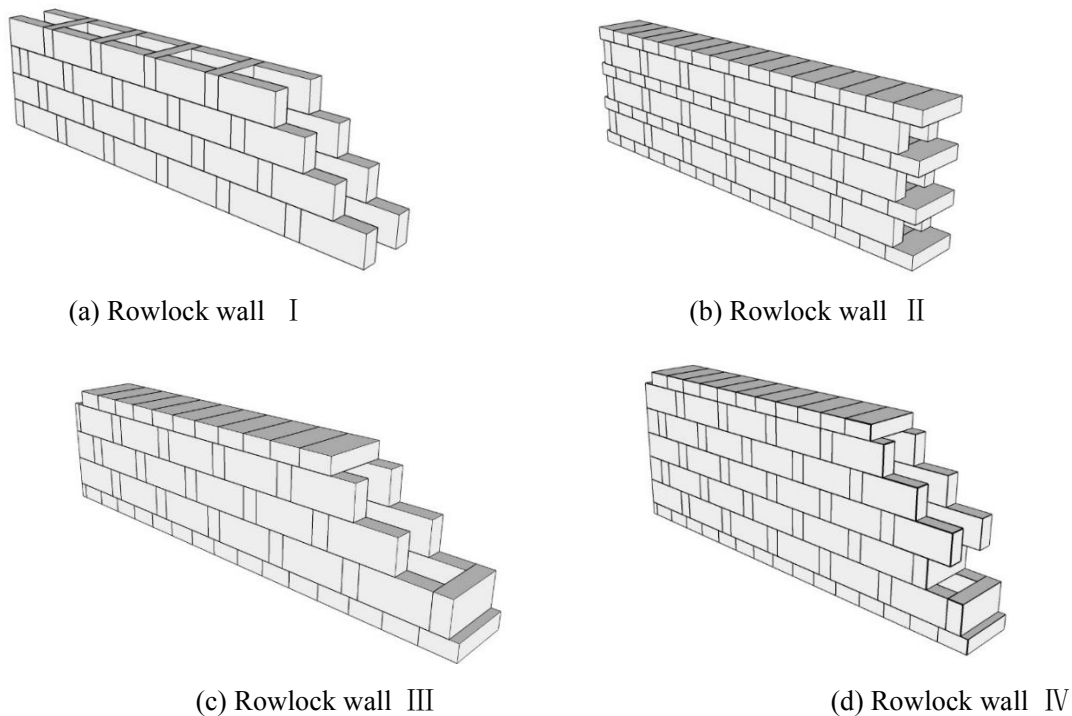 (a) Rowlock wall Ⅰ
(b) Rowlock wall Ⅱ
(c) Rowlock wall Ⅲ
(d) Rowlock wall Ⅳ